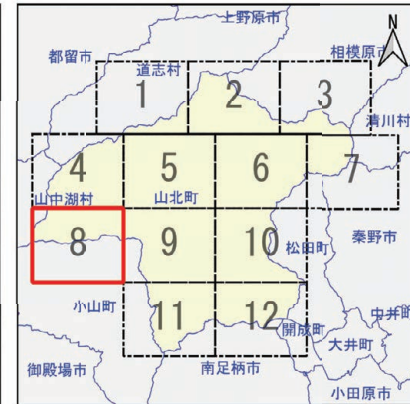 上野原市
N
都留市
道志村
相模原市
1
2
3
清川村
4
5
6
7
山中湖村
山北町
8
9
10
松田町
秦野市
小山町
11
12
開成町
中井町
大井町
御殿場市
南足柄市
小田原市